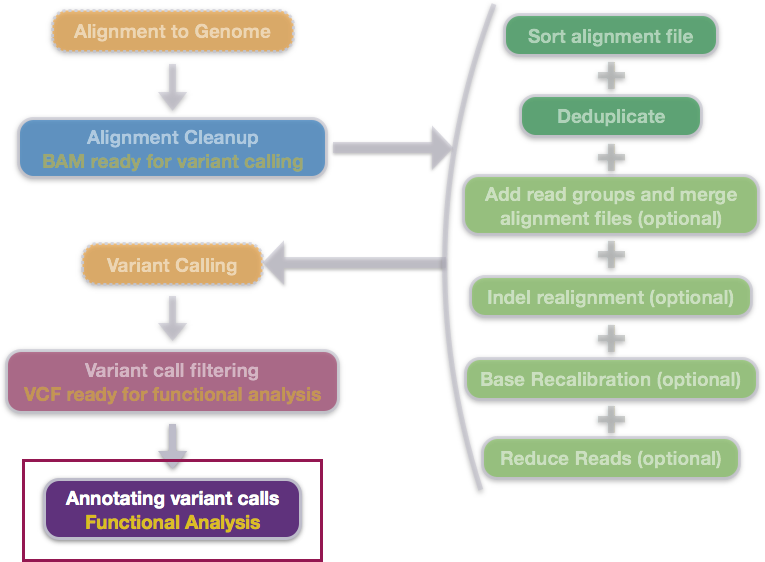 Alignment to Genome
Alignment Cleanup
BAM ready for variant calling
Variant Calling
Variant call filtering
VCF ready for functional analysis
Annotating variant calls
Functional Analysis
Sort alignment file
Deduplicate
Add read groups and merge
alignment files (optional)
Indel realignment (optional)
Base Recalibration (optional)
Reduce Reads (optional)